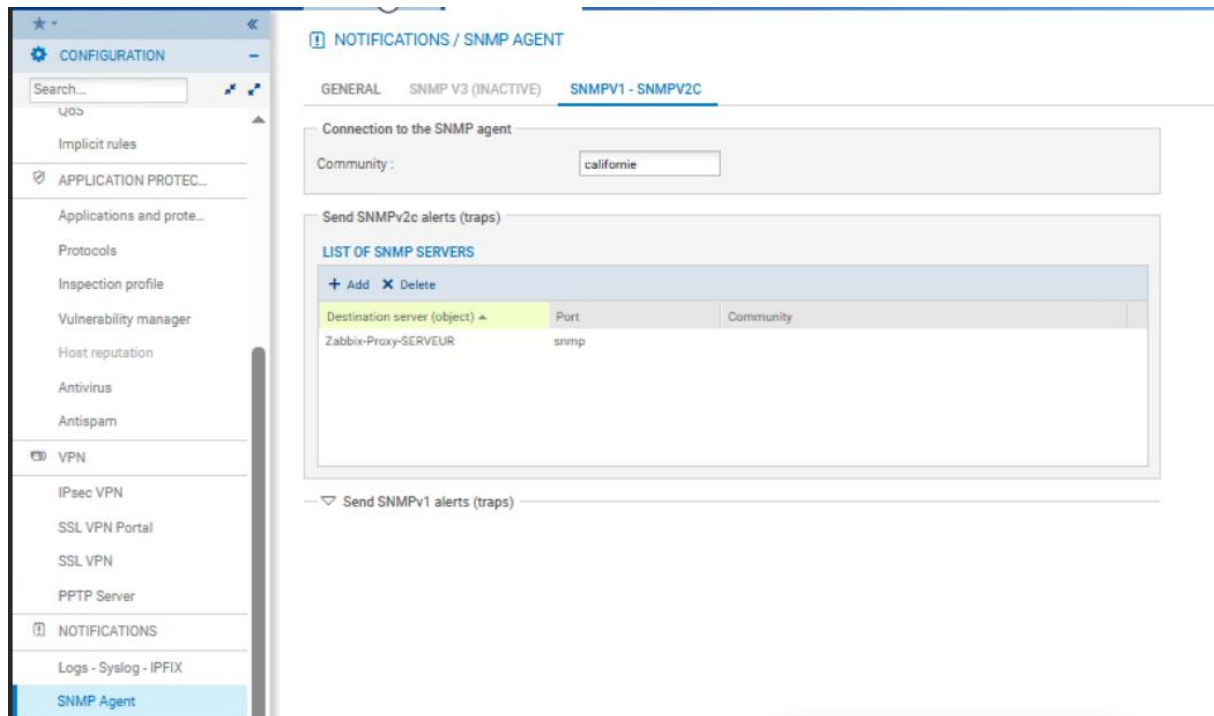 CONFIGURATION
Search...
QoS
Implicit rules
APPLICATION PROTEC...
Applications and prote...
Protocols
Inspection profile
Vulnerability manager
Host reputation
Antivirus
Antispam
VPN
IPsec VPN
SSL VPN Portal
SSL VPN
PPTP Server
NOTIFICATIONS
Logs - Syslog - IPFIX
SNMP Agent
NOTIFICATIONS / SNMP AGENT
GENERAL SNMP V3 (INACTIVE) SNMPV1 - SNMPV2C
Connection to the SNMP agent
Community : californie
Send SNMPv2c alerts (traps)
LIST OF SNMP SERVERS
+ Add X Delete
Destination server (object) Port Community
Zabbix-Proxy-SERVEUR snmp
Send SNMPv1 alerts (traps)